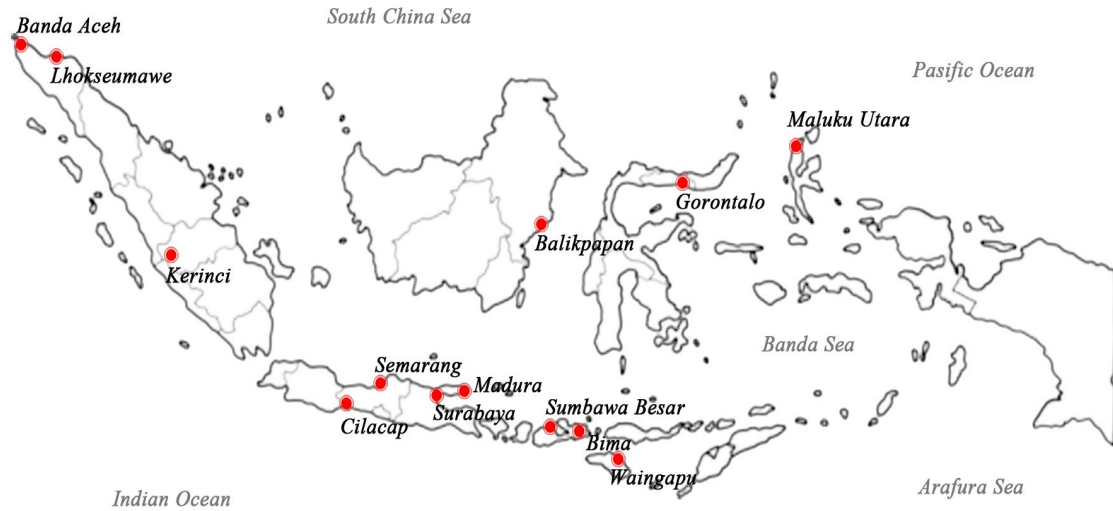 South China Sea
Banda Aceh
Lhokseumawe
Pasific Ocean
Maluku Utara
Gorontalo
Balikpapan
Kerinci
Banda Sea
Semarang
Madura
Surabaya
Cilacap
Sumbawa Besar
Bima
Waingapu
Indian Ocean
Arafura Sea